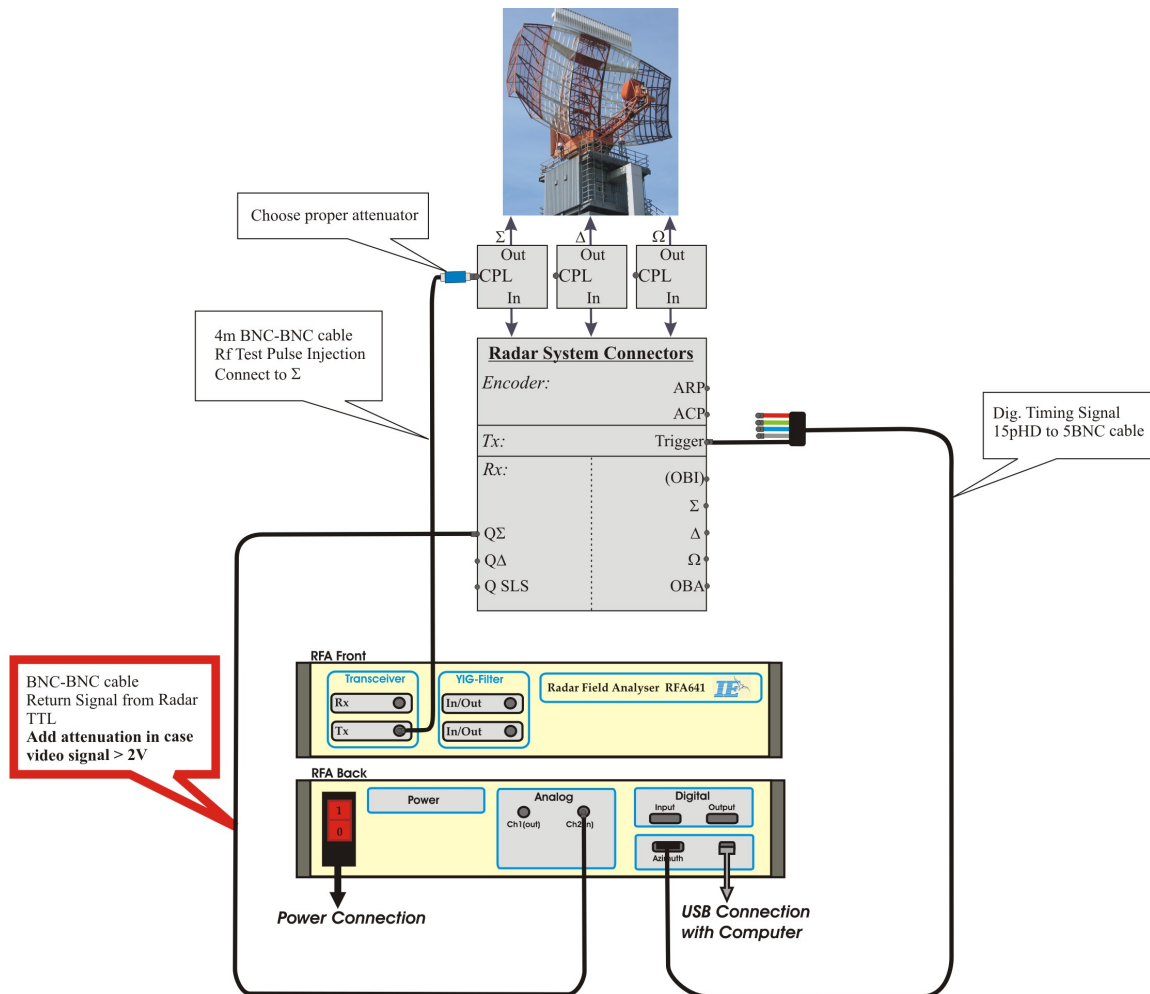 Choose proper attenuator
Σ
Δ
Ω
Out
CPL
In
Out
CPL
In
Out
CPL
In
4m BNC-BNC cable
Rf Test Pulse Injection
Connect to Σ
Radar System Connectors
Encoder:
ARP
ACP
Tx:
Trigger
Rx:
(OBI)
Σ
QΣ
Δ
QΔ
Ω
Q SLS
OBA
Dig. Timing Signal
15pHD to 5BNC cable
BNC-BNC cable
Return Signal from Radar
TTL
Add attenuation in case
video signal > 2V
RFA Front
Transceiver
Rx
Tx
YIG-Filter
In/Out
In/Out
Radar Field Analyser RFA641
IE
RFA Back
1
0
Power
Analog
Ch1(out)
Ch2(in)
Digital
Input
Output
Azimuth
Power Connection
USB Connection
with Computer